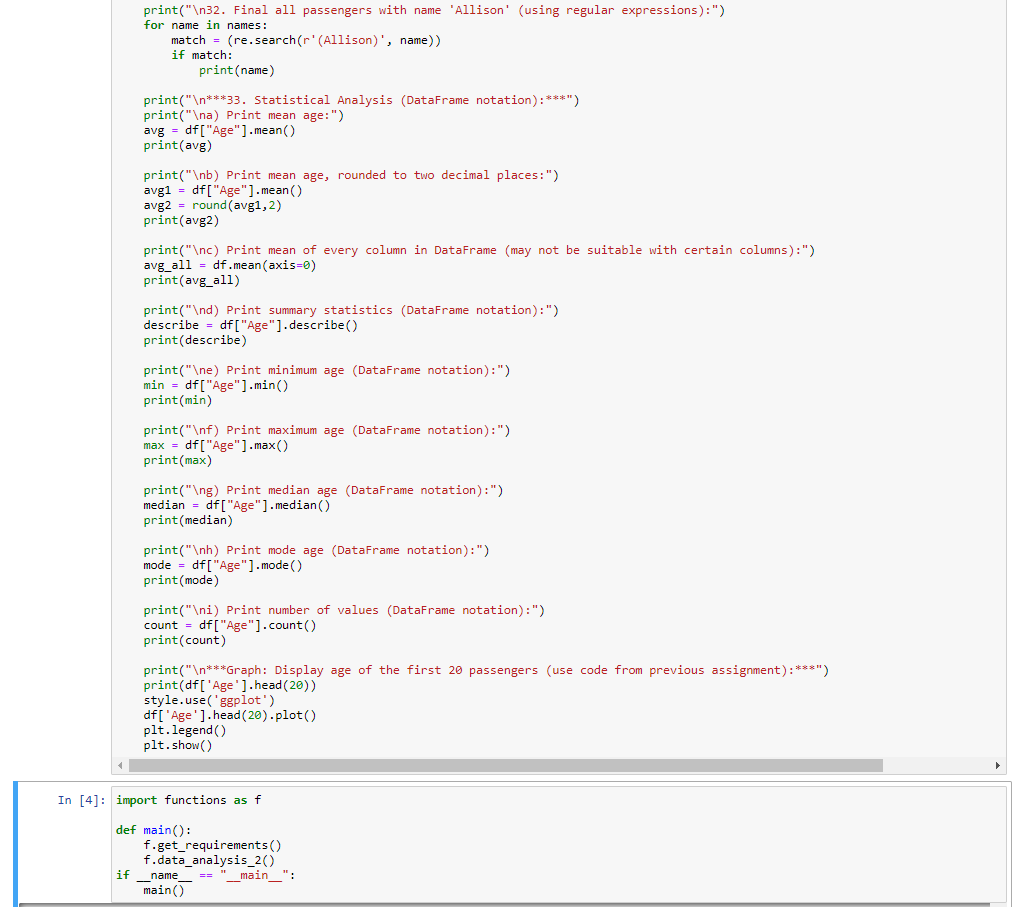 print("\n32. Final all passengers with name 'Allison' (using regular expressions):")
for name in names:
match = (re.search(r'(Allison)', name))
if match:
print(name)
print("\n***33. Statistical Analysis (DataFrame notation):***")
print("\na) Print mean age:")
avg = df["Age"].mean()
print(avg)
print("\nb) Print mean age, rounded to two decimal places:")
avg1 = df["Age"].mean()
avg2 = round(avg1,2)
print(avg2)
print("\nc) Print mean of every column in DataFrame (may not be suitable with certain columns):")
avg_all = df.mean(axis=0)
print(avg_all)
print("\nd) Print summary statistics (DataFrame notation):")
describe = df["Age"].describe()
print(describe)
print("\ne) Print minimum age (DataFrame notation):")
min = df["Age"].min()
print(min)
print("\nf) Print maximum age (DataFrame notation):")
max = df["Age"].max()
print(max)
print("\ng) Print median age (DataFrame notation):")
median = df["Age"].median()
print(median)
print("\nh) Print mode age (DataFrame notation):")
mode = df["Age"].mode()
print(mode)
print("\ni) Print number of values (DataFrame notation):")
count = df["Age"].count()
print(count)
print("\n***Graph: Display age of the first 20 passengers (use code from previous assignment):***")
print(df['Age'].head(20))
style.use('ggplot')
df['Age'].head(20).plot()
plt.legend()
plt.show()
In [4]: import functions as f
def main():
f.get_requirements()
f.data_analysis_2()
if __name__ == "__main__":
main()